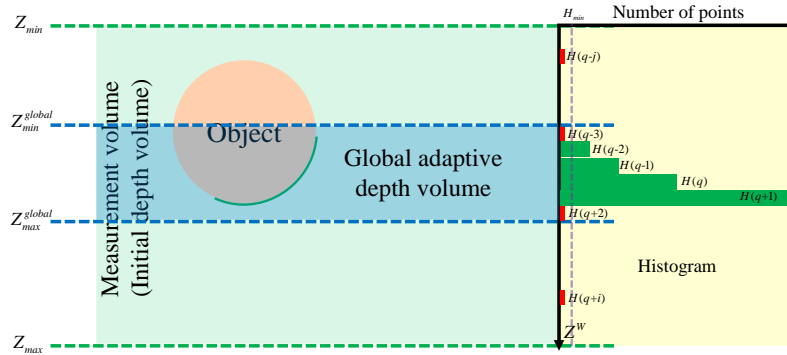 Z_min
H_min
Number of points
H(q-j)
Z_min^global
H(q-3)
Object
H(q-2)
Global adaptive
depth volume
H(q-1)
H(q)
H(q+1)
Z_max^global
H(q+2)
Measurement volume
(Initial depth volume)
Histogram
H(q+i)
Z^W
Z_max